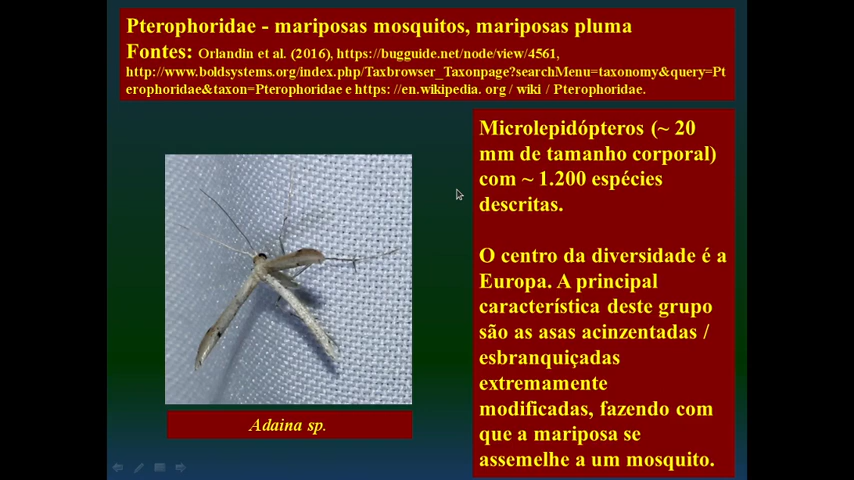 Pterophoridae - mariposas mosquitos, mariposas pluma
Fontes: Orlandin et al. (2016), https://bugguide.net/node/view/4561,
http://www.boldsystems.org/index.php/Taxbrowser_Taxonpage?searchMenu=taxonomy&query=Pt
erophoridae&taxon=Pterophoridae e https: //en.wikipedia. org / wiki / Pterophoridae.
Microlepidópteros (~ 20
mm de tamanho corporal)
com ~ 1.200 espécies
descritas.
O centro da diversidade é a
Europa. A principal
característica deste grupo
são as asas acinzentadas /
esbranquiçadas
extremamente
modificadas, fazendo com
que a mariposa se
assemelhe a um mosquito.
Adaina sp.